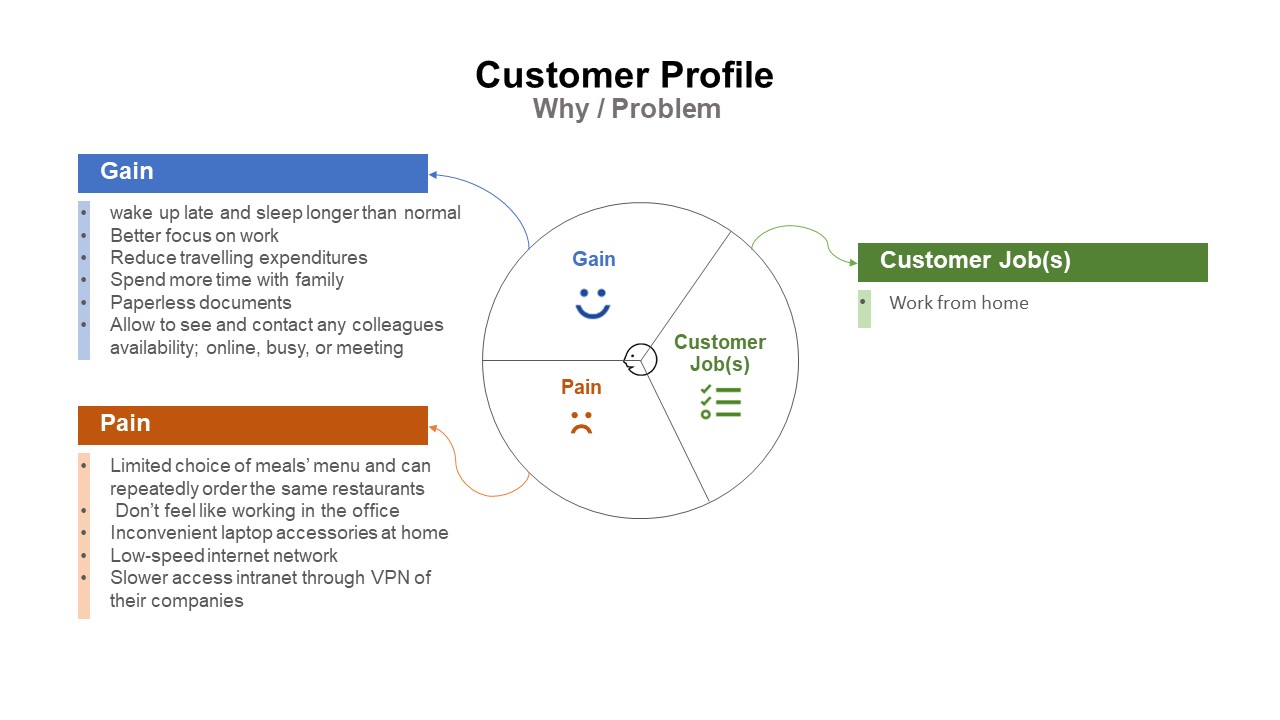 Customer Profile
Why / Problem
Gain
• wake up late and sleep longer than normal
• Better focus on work
• Reduce travelling expenditures
• Spend more time with family
• Paperless documents
• Allow to see and contact any colleagues
availability; online, busy, or meeting
Pain
• Limited choice of meals’ menu and can
repeatedly order the same restaurants
• Don’t feel like working in the office
• Inconvenient laptop accessories at home
• Low-speed internet network
• Slower access intranet through VPN of
their companies
Gain
Pain
Customer
Job(s)
Customer Job(s)
• Work from home